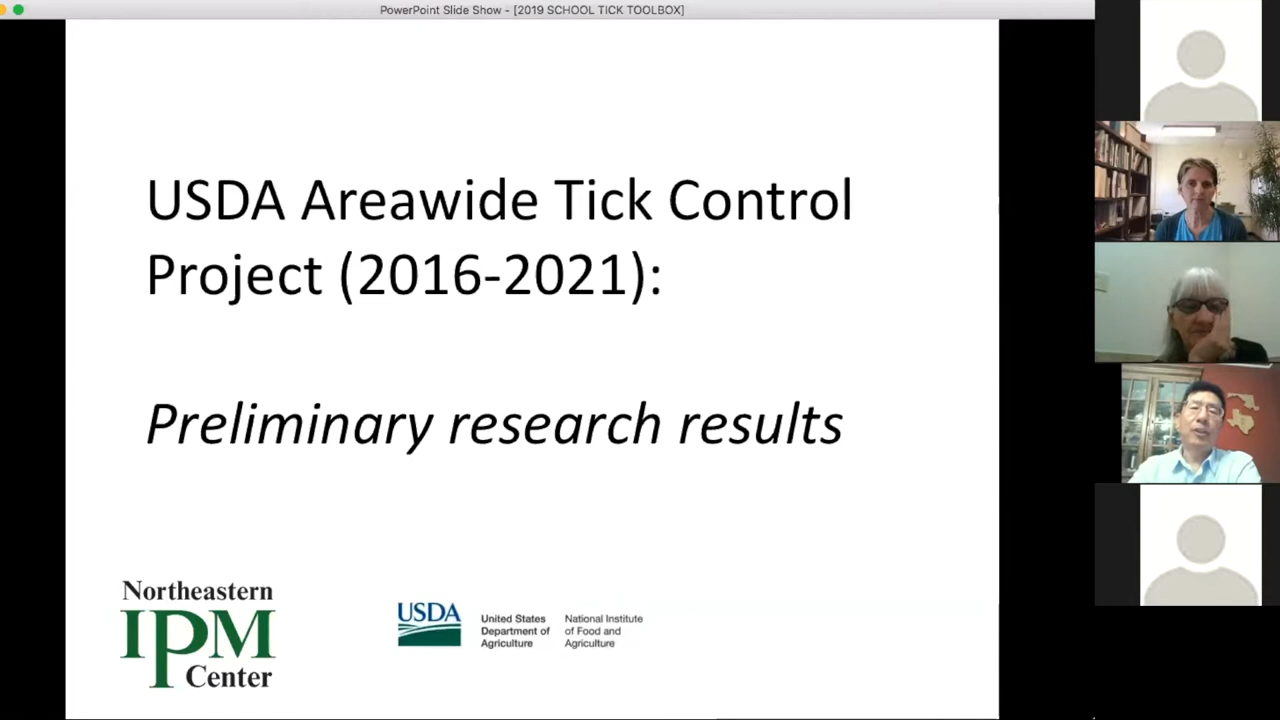 PowerPoint Slide Show - [2019 SCHOOL TICK TOOLBOX]
USDA Areawide Tick Control
Project (2016-2021):
Preliminary research results
Northeastern
IPM
Center
USDA
United States
Department of
Agriculture
National Institute
of Food and
Agriculture